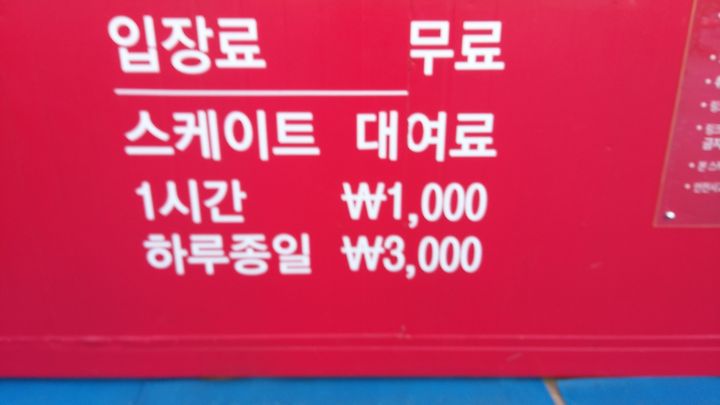 입장료 무료
스케이트 대여료
1시간 ₩1,000
하루종일 ₩3,000